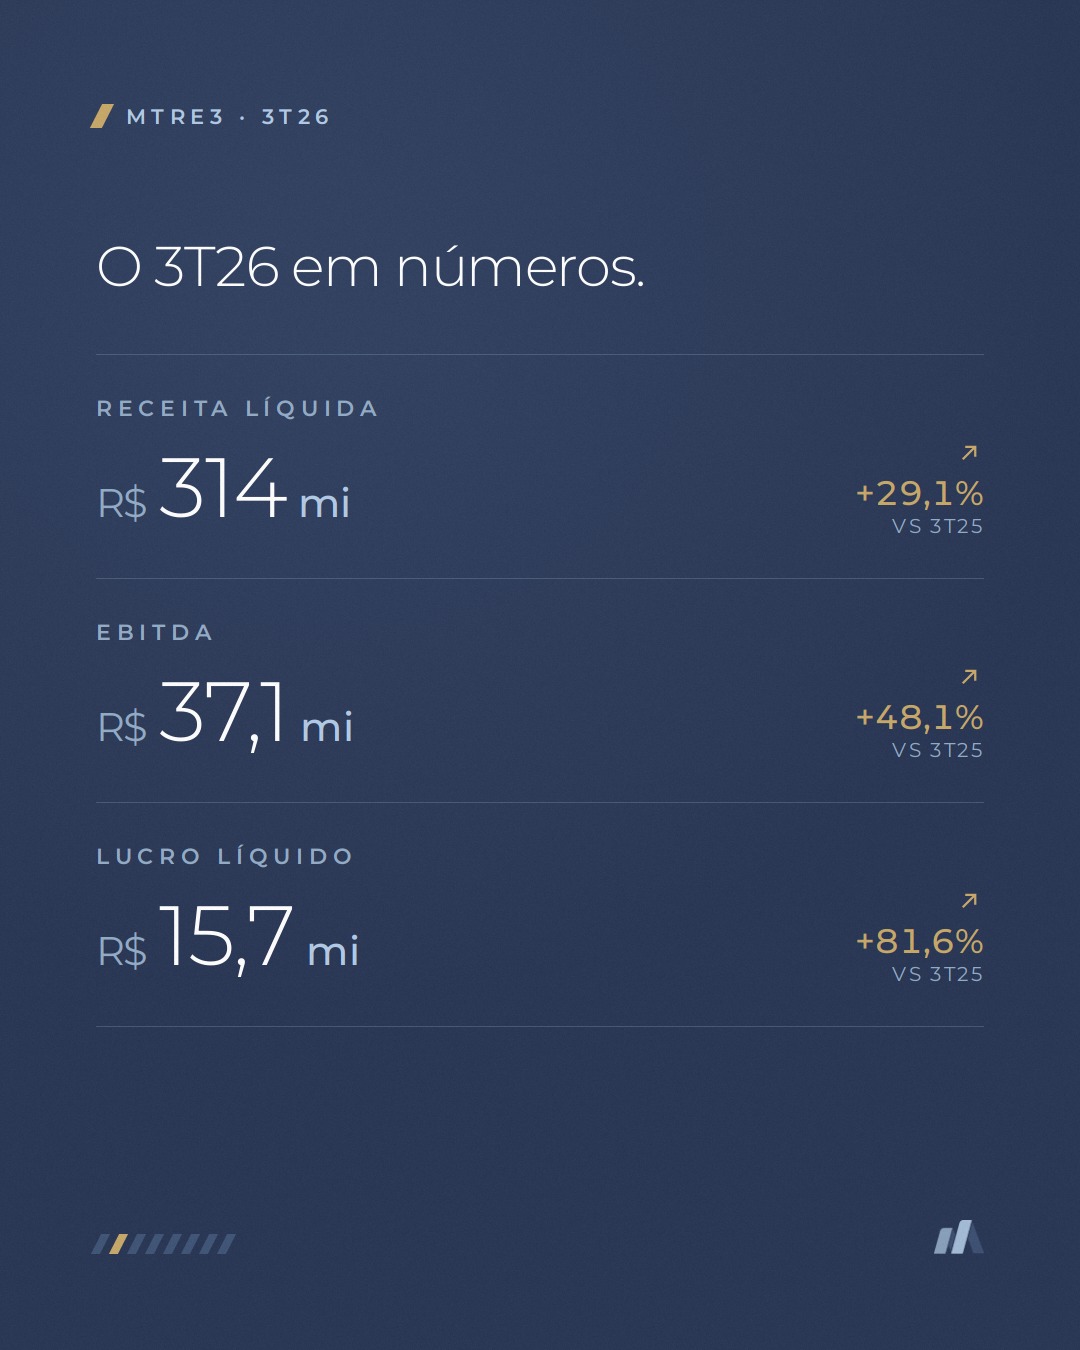 MTRE3 · 3T26
O 3T26 em números.
RECEITA LÍQUIDA
R$ 314 mi
+29,1%
VS 3T25
EBITDA
R$ 37,1 mi
+48,1%
VS 3T25
LUCRO LÍQUIDO
R$ 15,7 mi
+81,6%
VS 3T25